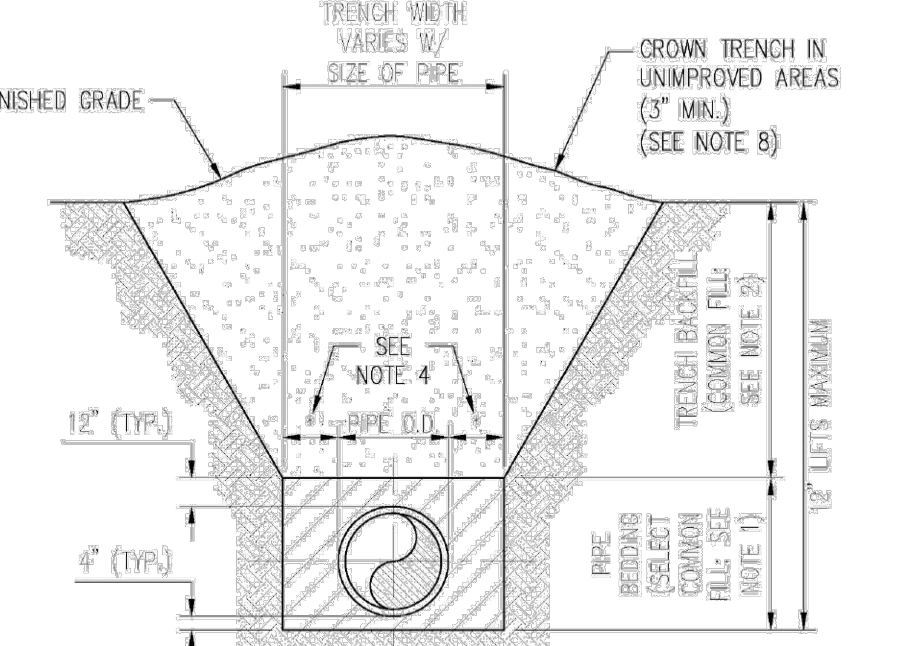 TRENCH WIDTH
VARIES W/
SIZE OF PIPE
NISHED GRADE
CROWN TRENCH IN
UNIMPROVED AREAS
(3" MIN.)
(SEE NOTE 8)
SEE
NOTE 4
* PIPE O.D. *
12" (TYP.)
4" (TYP.)
TRENCH BACKFILL
(COMMON FILL;
SEE NOTE 2)
12" LIFTS MAXIMUM
PIPE
BEDDING
(SELECT
COMMON
FILL; SEE
NOTE 1)